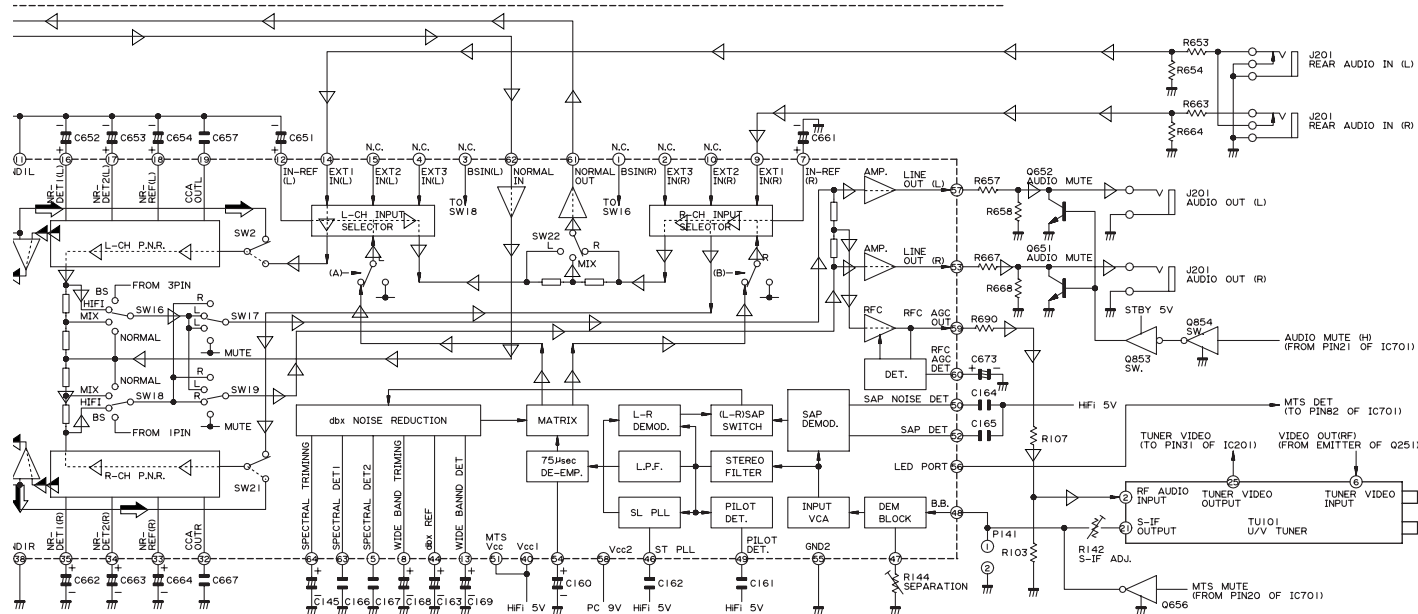 R653
R654
J201
REAR AUDIO IN (L)
R663
R664
J201
REAR AUDIO IN (R)
C652
C653
C654
C657
C651
C661
N.C.
N.C.
N.C.
N.C.
N.C.
N.C.
11
16
17
18
19
12
14
15
4
3
62
61
1
2
10
9
7
ND1L
NR-
DET1(L)
NR-
DET2(L)
NR-
REF(L)
CCA
OUTL
IN-REF
(L)
EXT1
IN(L)
EXT2
IN(L)
EXT3
IN(L)
BSIN(L)
NORMAL
IN
NORMAL
OUT
BSIN(R)
EXT3
IN(R)
EXT2
IN(R)
EXT1
IN(R)
IN-REF
(R)
TO
SW18
TO
SW16
L-CH INPUT
SELECTOR
R-CH INPUT
SELECTOR
AMP.
LINE
OUT (L)
57
R657
Q652
AUDIO MUTE
R658
J201
AUDIO OUT (L)
L-CH P.N.R.
SW2
SW22
L
R
MIX
(A)
L
(B)
R
AMP.
LINE
OUT (R)
53
R667
Q651
AUDIO MUTE
R668
J201
AUDIO OUT (R)
BS
FROM 3PIN
HIFI
SW16
MIX
NORMAL
R
L
SW17
MUTE
RFC
RFC AGC
OUT
59
R690
STBY 5V
Q854
SW.
Q853
SW.
AUDIO MUTE (H)
(FROM PIN21 OF IC701)
DET.
RFC
AGC
DET
60
C673
NORMAL
MIX
HIFI
SW18
BS
FROM 1PIN
R
L
SW19
MUTE
dbx NOISE REDUCTION
MATRIX
L-R
DEMOD.
(L-R)SAP
SWITCH
SAP
DEMOD.
SAP NOISE DET
50
C164
HiFi 5V
SAP DET
52
C165
MTS DET
(TO PIN82 OF IC701)
R-CH P.N.R.
SW21
75µsec
DE-EMP.
L.P.F.
STEREO
FILTER
LED PORT
56
R107
TUNER VIDEO
(TO PIN31 OF IC201)
VIDEO OUT(RF)
(FROM EMITTER OF Q251)
SL PLL
PILOT
DET.
INPUT
VCA
DEM
BLOCK
B.B.
48
25
6
2
RF AUDIO
INPUT
TUNER VIDEO
OUTPUT
TUNER VIDEO
INPUT
21
S-IF
OUTPUT
TU101
U/V TUNER
P141
1
2
R142
S-IF ADJ.
R103
ND1R
NR-
DET1(R)
NR-
DET2(R)
NR-
REF(R)
CCA
OUTR
SPECTRAL TRIMINNG
SPECTRAL DET1
SPECTRAL DET2
WIDE BAND TRIMING
dbx REF
WIDE BANND DET
MTS
Vcc
Vcc1
Vcc2
ST PLL
PILOT
DET.
GND2
38
35
34
33
32
64
63
5
8
44
13
51
40
54
58
46
49
55
47
C662
C663
C664
C667
C145
C166
C167
C168
C163
C169
C160
C162
C161
R144
SEPARATION
HiFi 5V
PC 9V
HiFi 5V
HiFi 5V
Q656
MTS MUTE
(FROM PIN20 OF IC701)